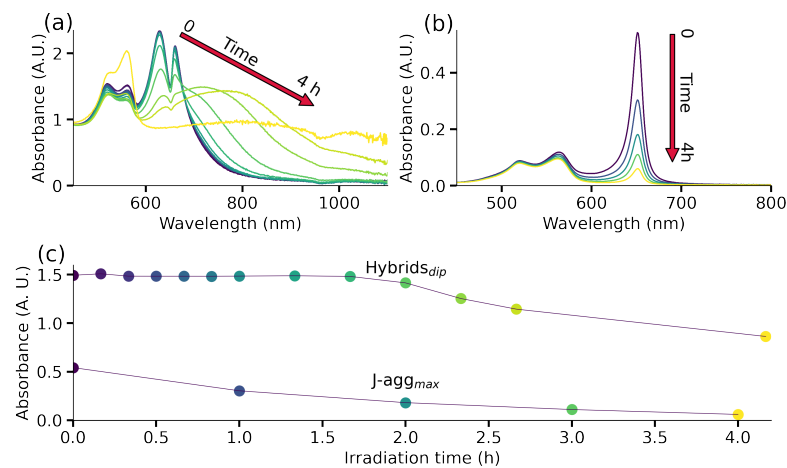 (a)
Absorbance (A.U.)
2
1
0
600 800 1000
Wavelength (nm)
0
Time
4 h
(b)
Absorbance (A.U.)
0.4
0.2
0.0
500 600 700 800
Wavelength (nm)
0
Time
4h
(c)
Absorbance (A. U.)
1.5
1.0
0.5
0.0
Hybrids_dip
J-agg_max
0.0 0.5 1.0 1.5 2.0 2.5 3.0 3.5 4.0
Irradiation time (h)